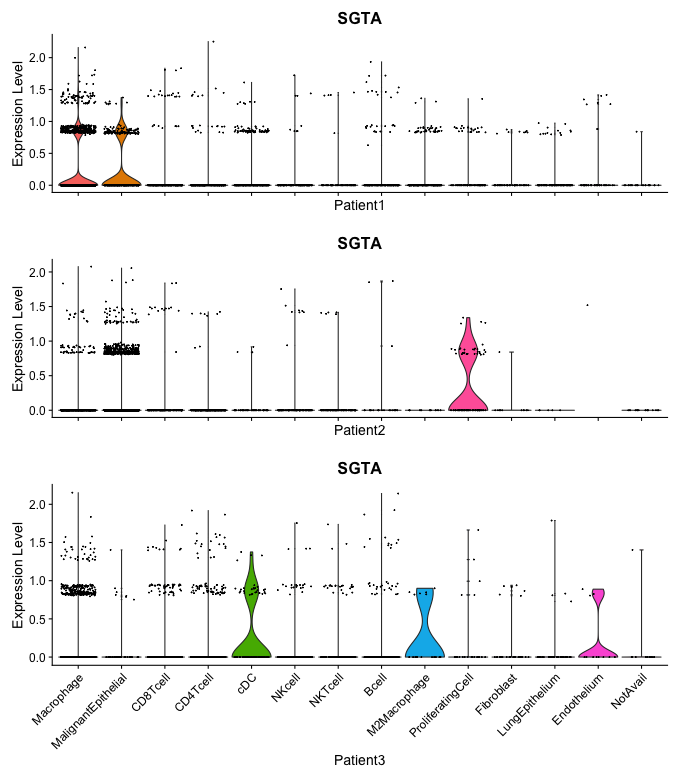 SGTA
Expression Level
2.0
1.5
1.0
0.5
0.0
Patient1
SGTA
Expression Level
2.0
1.5
1.0
0.5
0.0
Patient2
SGTA
Expression Level
2.0
1.5
1.0
0.5
0.0
Macrophage
MalignantEpithelial
CD8Tcell
CD4Tcell
cDC
NKcell
NKTcell
Bcell
M2Macrophage
ProliferatingCell
Fibroblast
LungEpithelium
Endothelium
NotAvail
Patient3